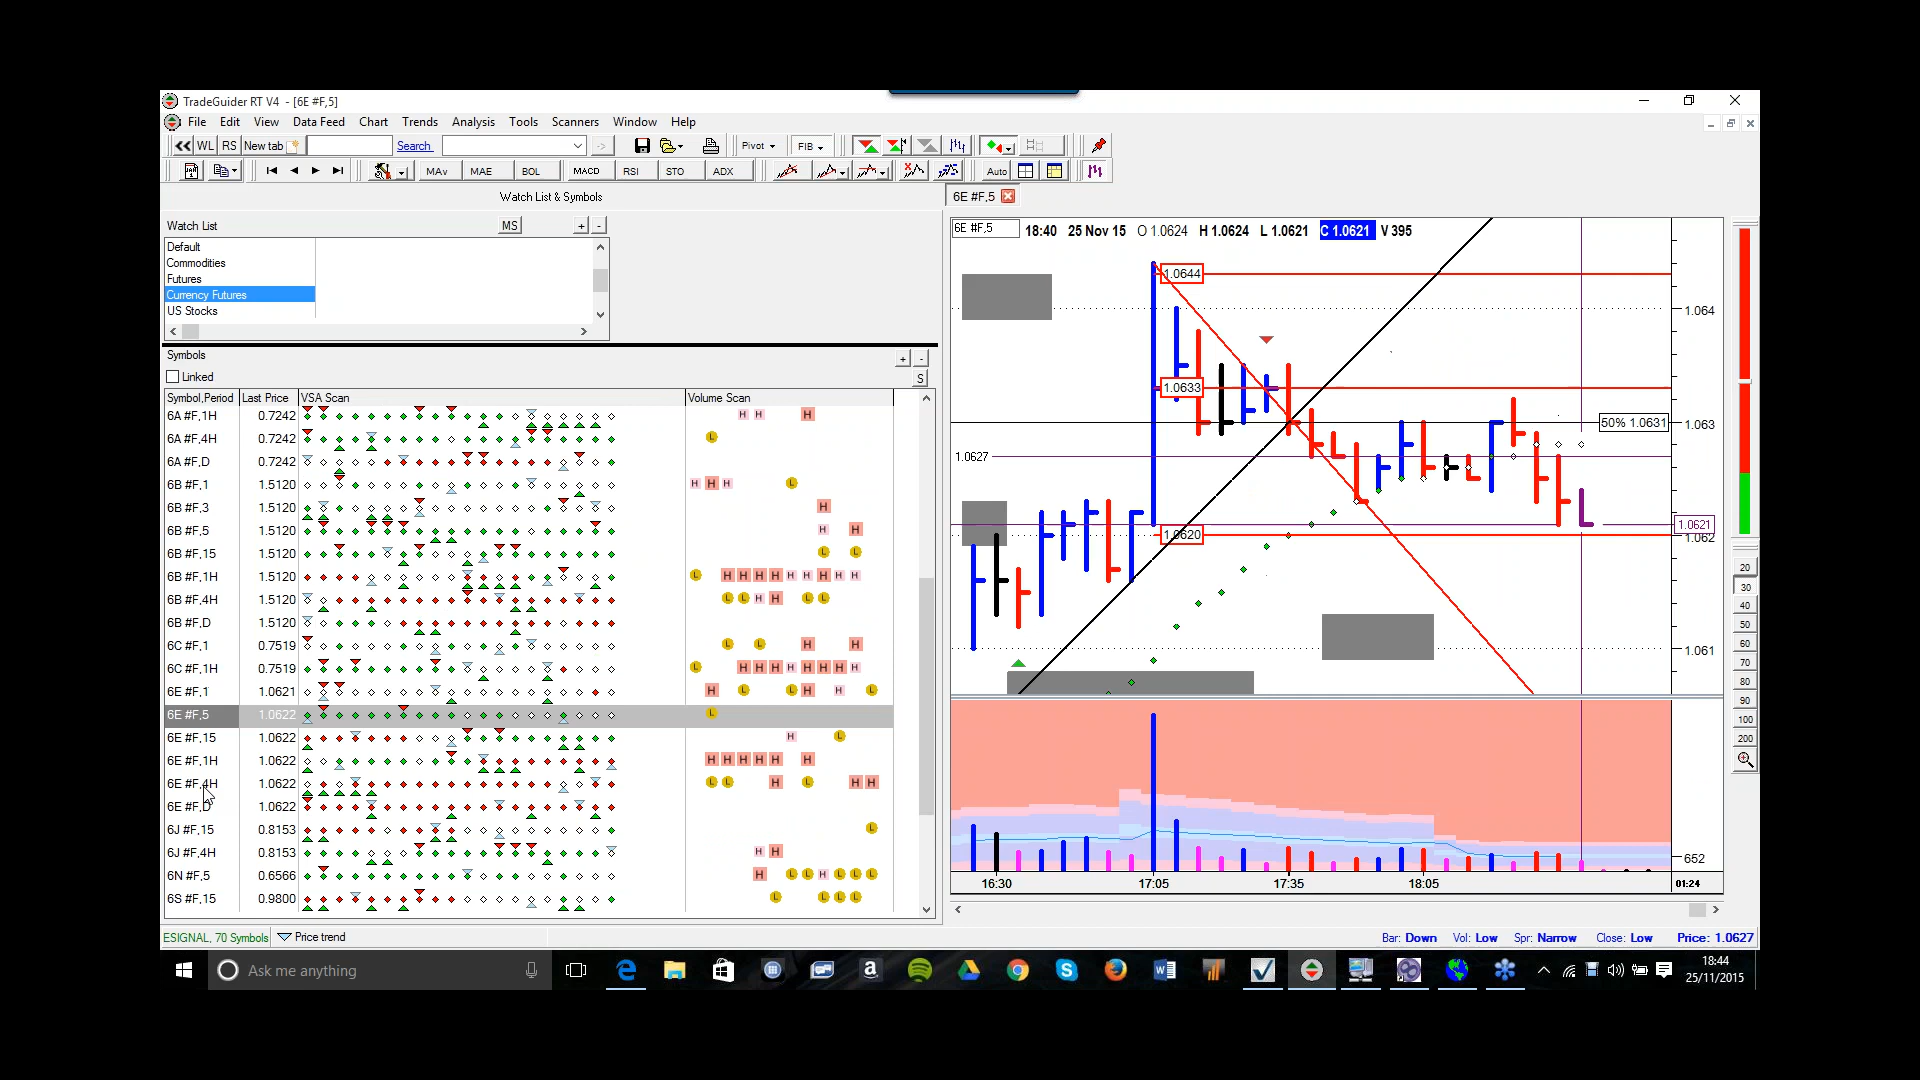 TradeGuider RT V4 - [6E #F,5]
File Edit View Data Feed Chart Trends Analysis Tools Scanners Window Help
WL RS New tab Search Pivot FIB
MAv MAE BOL MACD RSI STO ADX Auto
Watch List & Symbols
6E #F,5
Watch List MS + -
Default
Commodities
Futures
Currency Futures
US Stocks
Symbols + -
Linked S
Symbol,Period Last Price VSA Scan Volume Scan
6A #F,1H 0.7242 H H H
6A #F,4H 0.7242 L
6A #F,D 0.7242
6B #F,1 1.5120 H H H L
6B #F,3 1.5120 H
6B #F,5 1.5120 H H
6B #F,15 1.5120 L L
6B #F,1H 1.5120 L H H H H H H H H H
6B #F,4H 1.5120 L L H H L L
6B #F,D 1.5120
6C #F,1 0.7519 L L H H
6C #F,1H 0.7519 L H H H H H H H H
6E #F,1 1.0621 H L L H H L
6E #F,5 1.0622 L
6E #F,15 1.0622 H L
6E #F,1H 1.0622 H H H H H H
6E #F,4H 1.0622 L L H L H H
6E #F,D 1.0622
6J #F,15 0.8153 L
6J #F,4H 0.8153 H H
6N #F,5 0.6566 H L L H L L L
6S #F,15 0.9800 L L L L
ESIGNAL, 70 Symbols Price trend
6E #F,5 18:40 25 Nov 15 O 1.0624 H 1.0624 L 1.0621 C 1.0621 V 395
1.0644
1.064
1.0633
50% 1.0631
1.063
1.0627
1.0621
1.0620
1.062
1.061
652
16:30 17:05 17:35 18:05 01:24
20
30
40
50
60
70
80
90
100
200
Bar: Down Vol: Low Spr: Narrow Close: Low Price: 1.0627
Ask me anything
18:44
25/11/2015